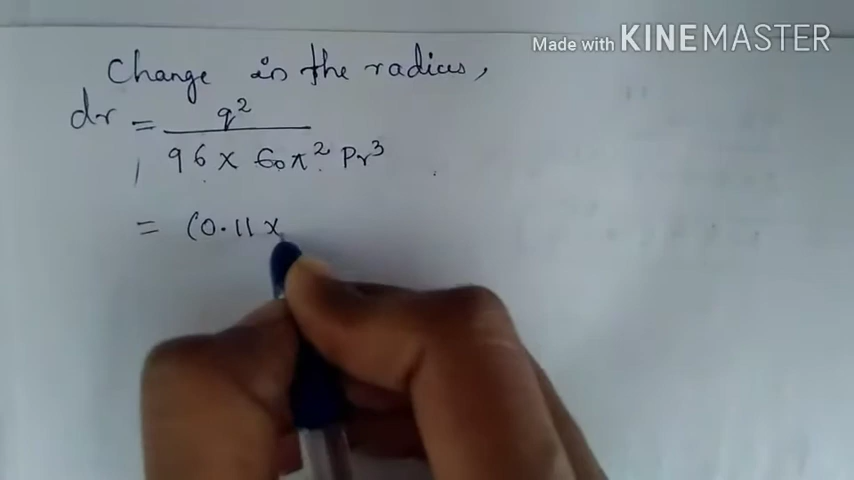 Made with KINEMASTER
Change in the radius,
dr = q² / 96 x ϵ₀π² Pr³
= (0.11 x